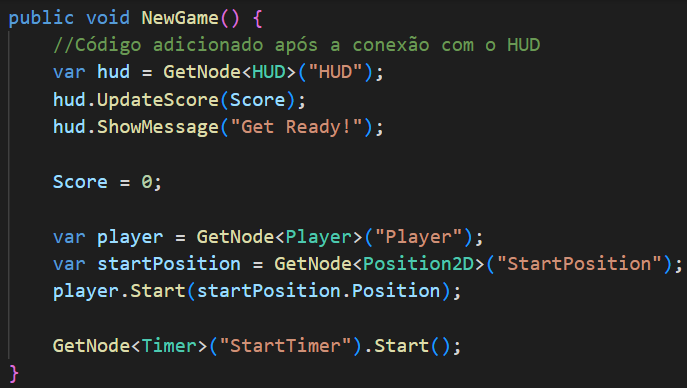 public void NewGame() {
//Código adicionado após a conexão com o HUD
var hud = GetNode<HUD>("HUD");
hud.UpdateScore(Score);
hud.ShowMessage("Get Ready!");
Score = 0;
var player = GetNode<Player>("Player");
var startPosition = GetNode<Position2D>("StartPosition");
player.Start(startPosition.Position);
GetNode<Timer>("StartTimer").Start();
}